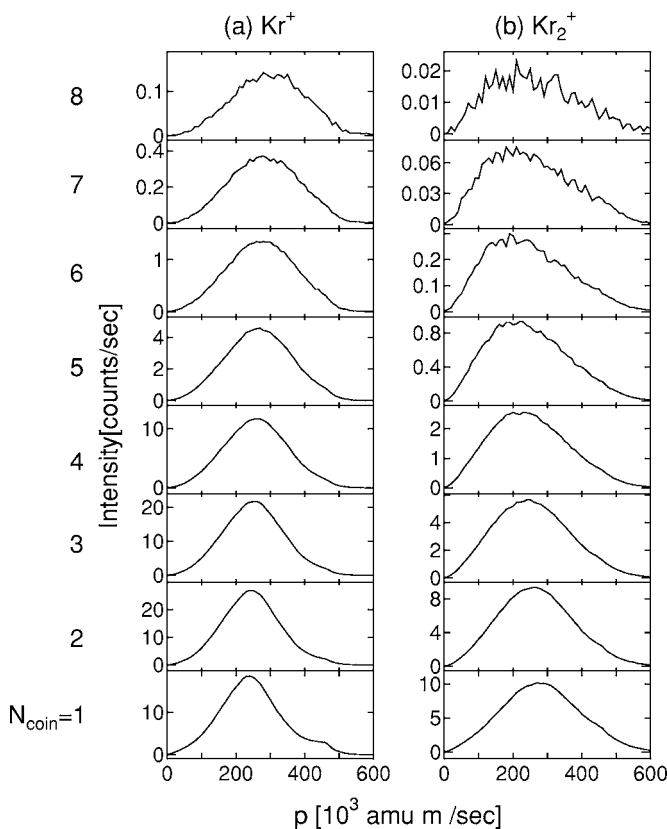 (a) Kr⁺ (b) Kr₂⁺
8 0.1 0 0.02 0.01 0
7 0.4 0.2 0 0.06 0.03 0
6 1 0 0.2 0.1 0
5 4 2 0 0.8 0.4 0
4 10 0 2 1 0
3 20 10 0 4 2 0
2 20 10 0 8 4 0
N_coin=1 10 0 10 5 0
Intensity[counts/sec]
0 200 400 600 0 200 400 600
p [10³ amu m /sec]